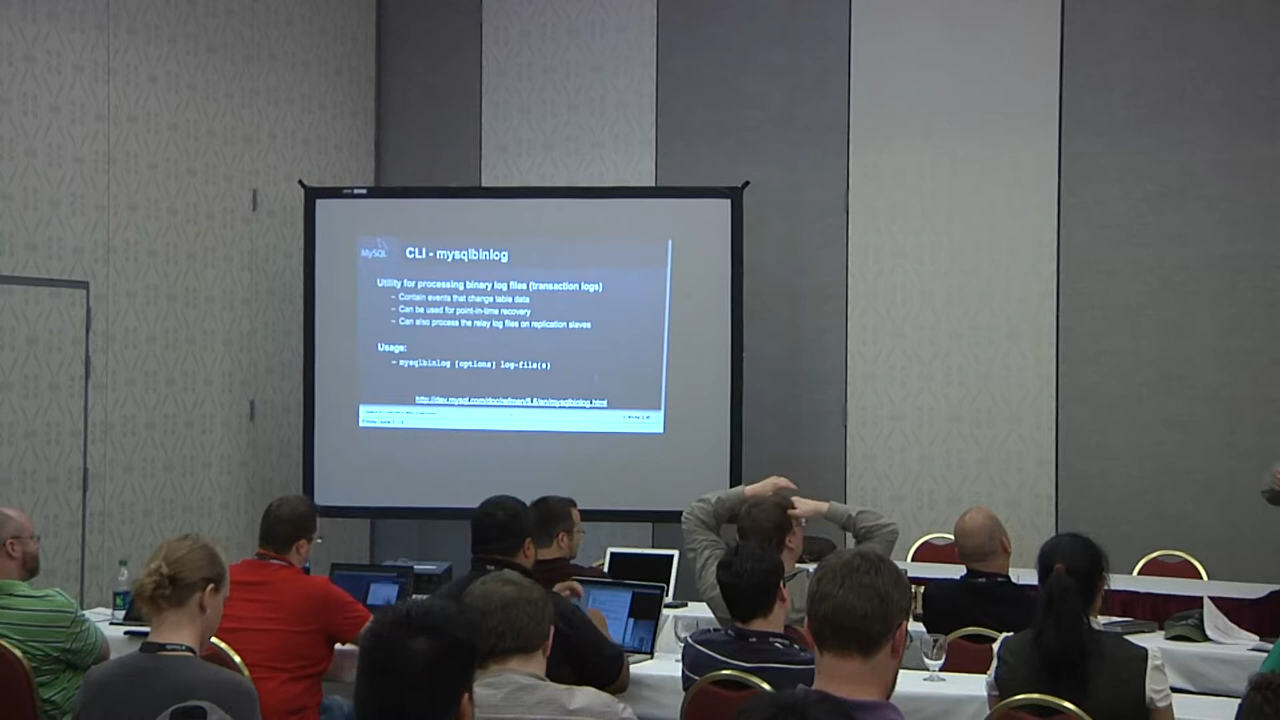 MySQL
CLI - mysqlbinlog
Utility for processing binary log files (transaction logs)
– Contain events that change table data
– Can be used for point-in-time recovery
– Can also process the relay log files on replication slaves
Usage:
– mysqlbinlog [options] log-file(s)